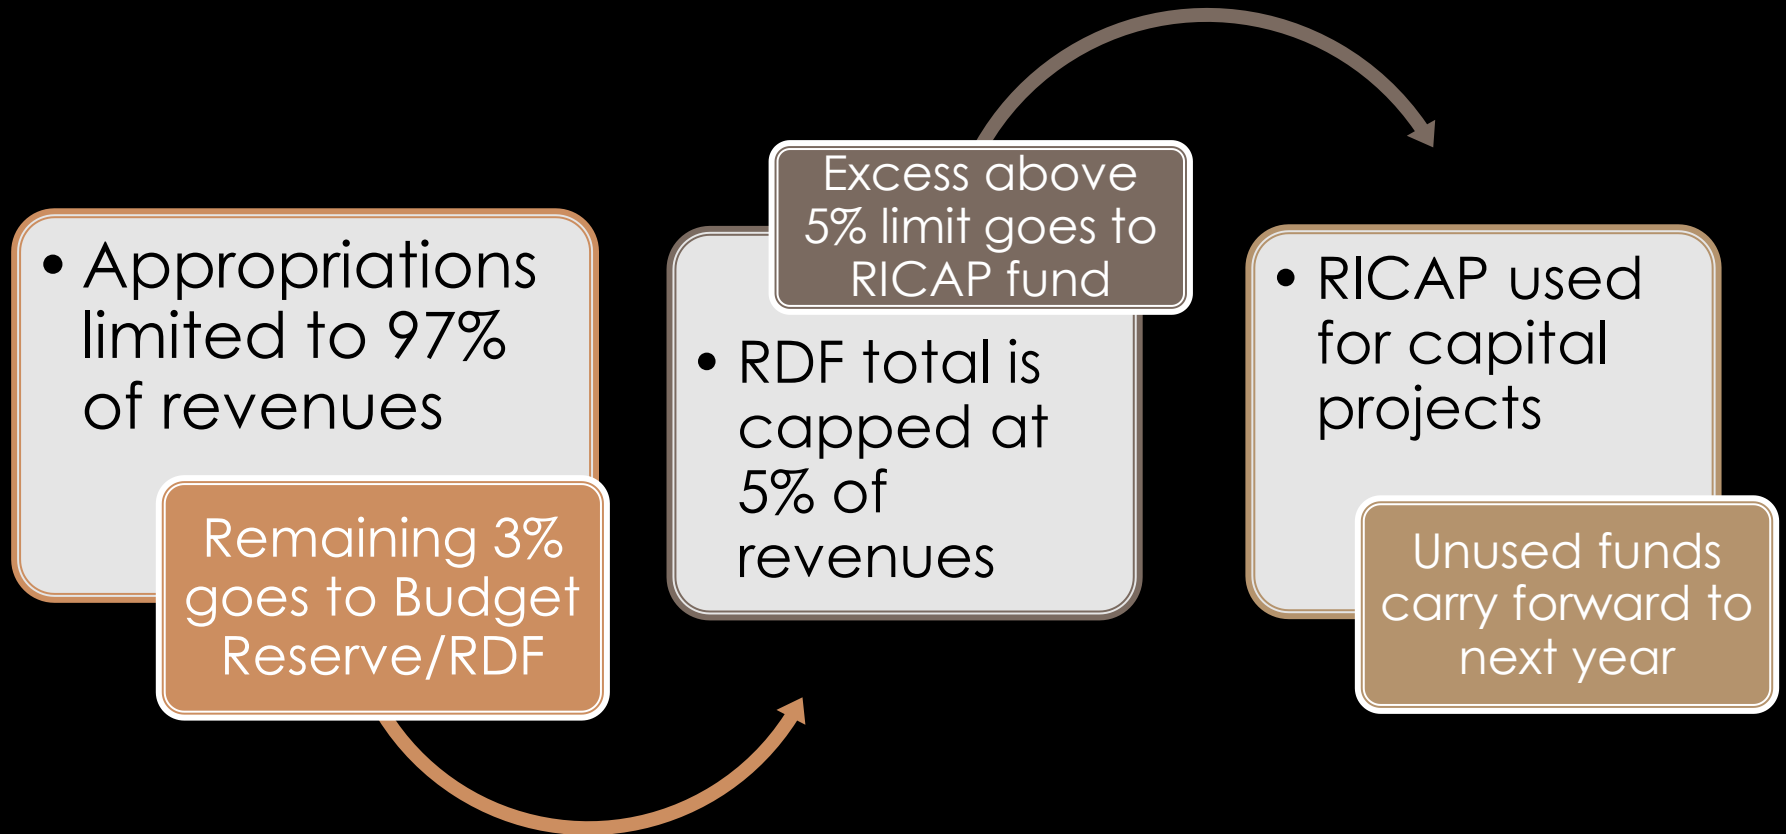 • Appropriations
limited to 97%
of revenues
Remaining 3%
goes to Budget
Reserve/RDF
Excess above
5% limit goes to
RICAP fund
• RDF total is
capped at
5% of
revenues
• RICAP used
for capital
projects
Unused funds
carry forward to
next year